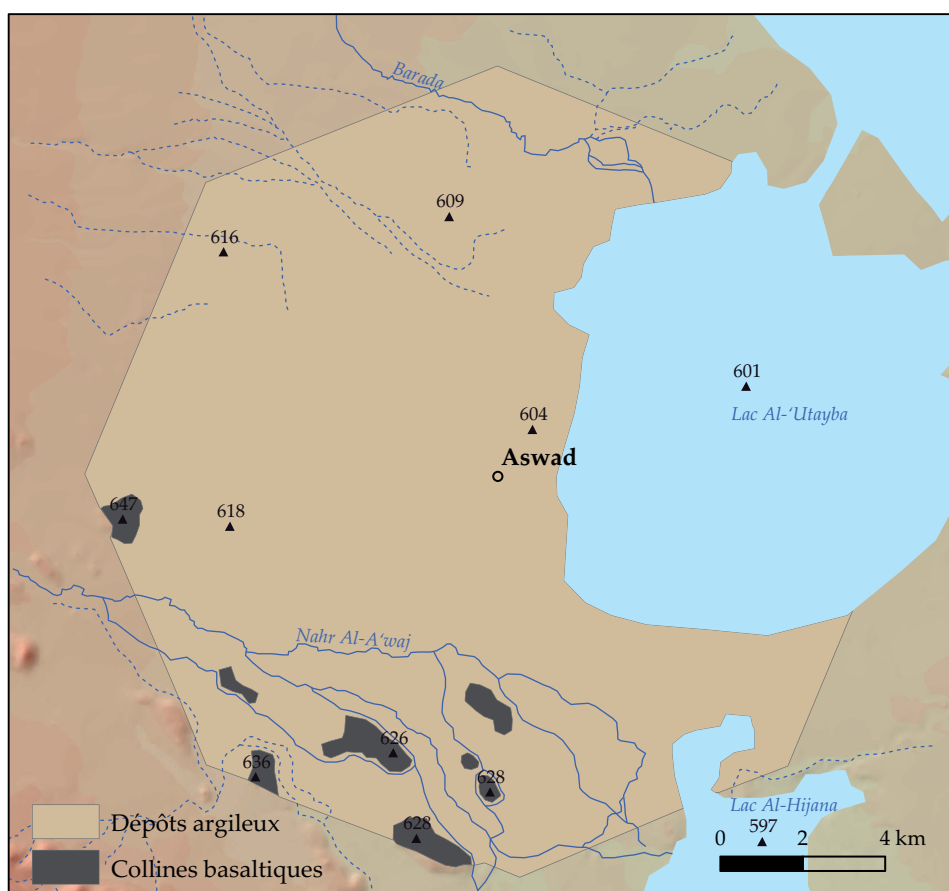 Barada
609
616
601
Lac Al-‘Utayba
604
Aswad
647
618
Nahr Al-A‘waj
626
636
628
628
Lac Al-Hijana
597
Dépôts argileux
Collines basaltiques
0 2 4 km